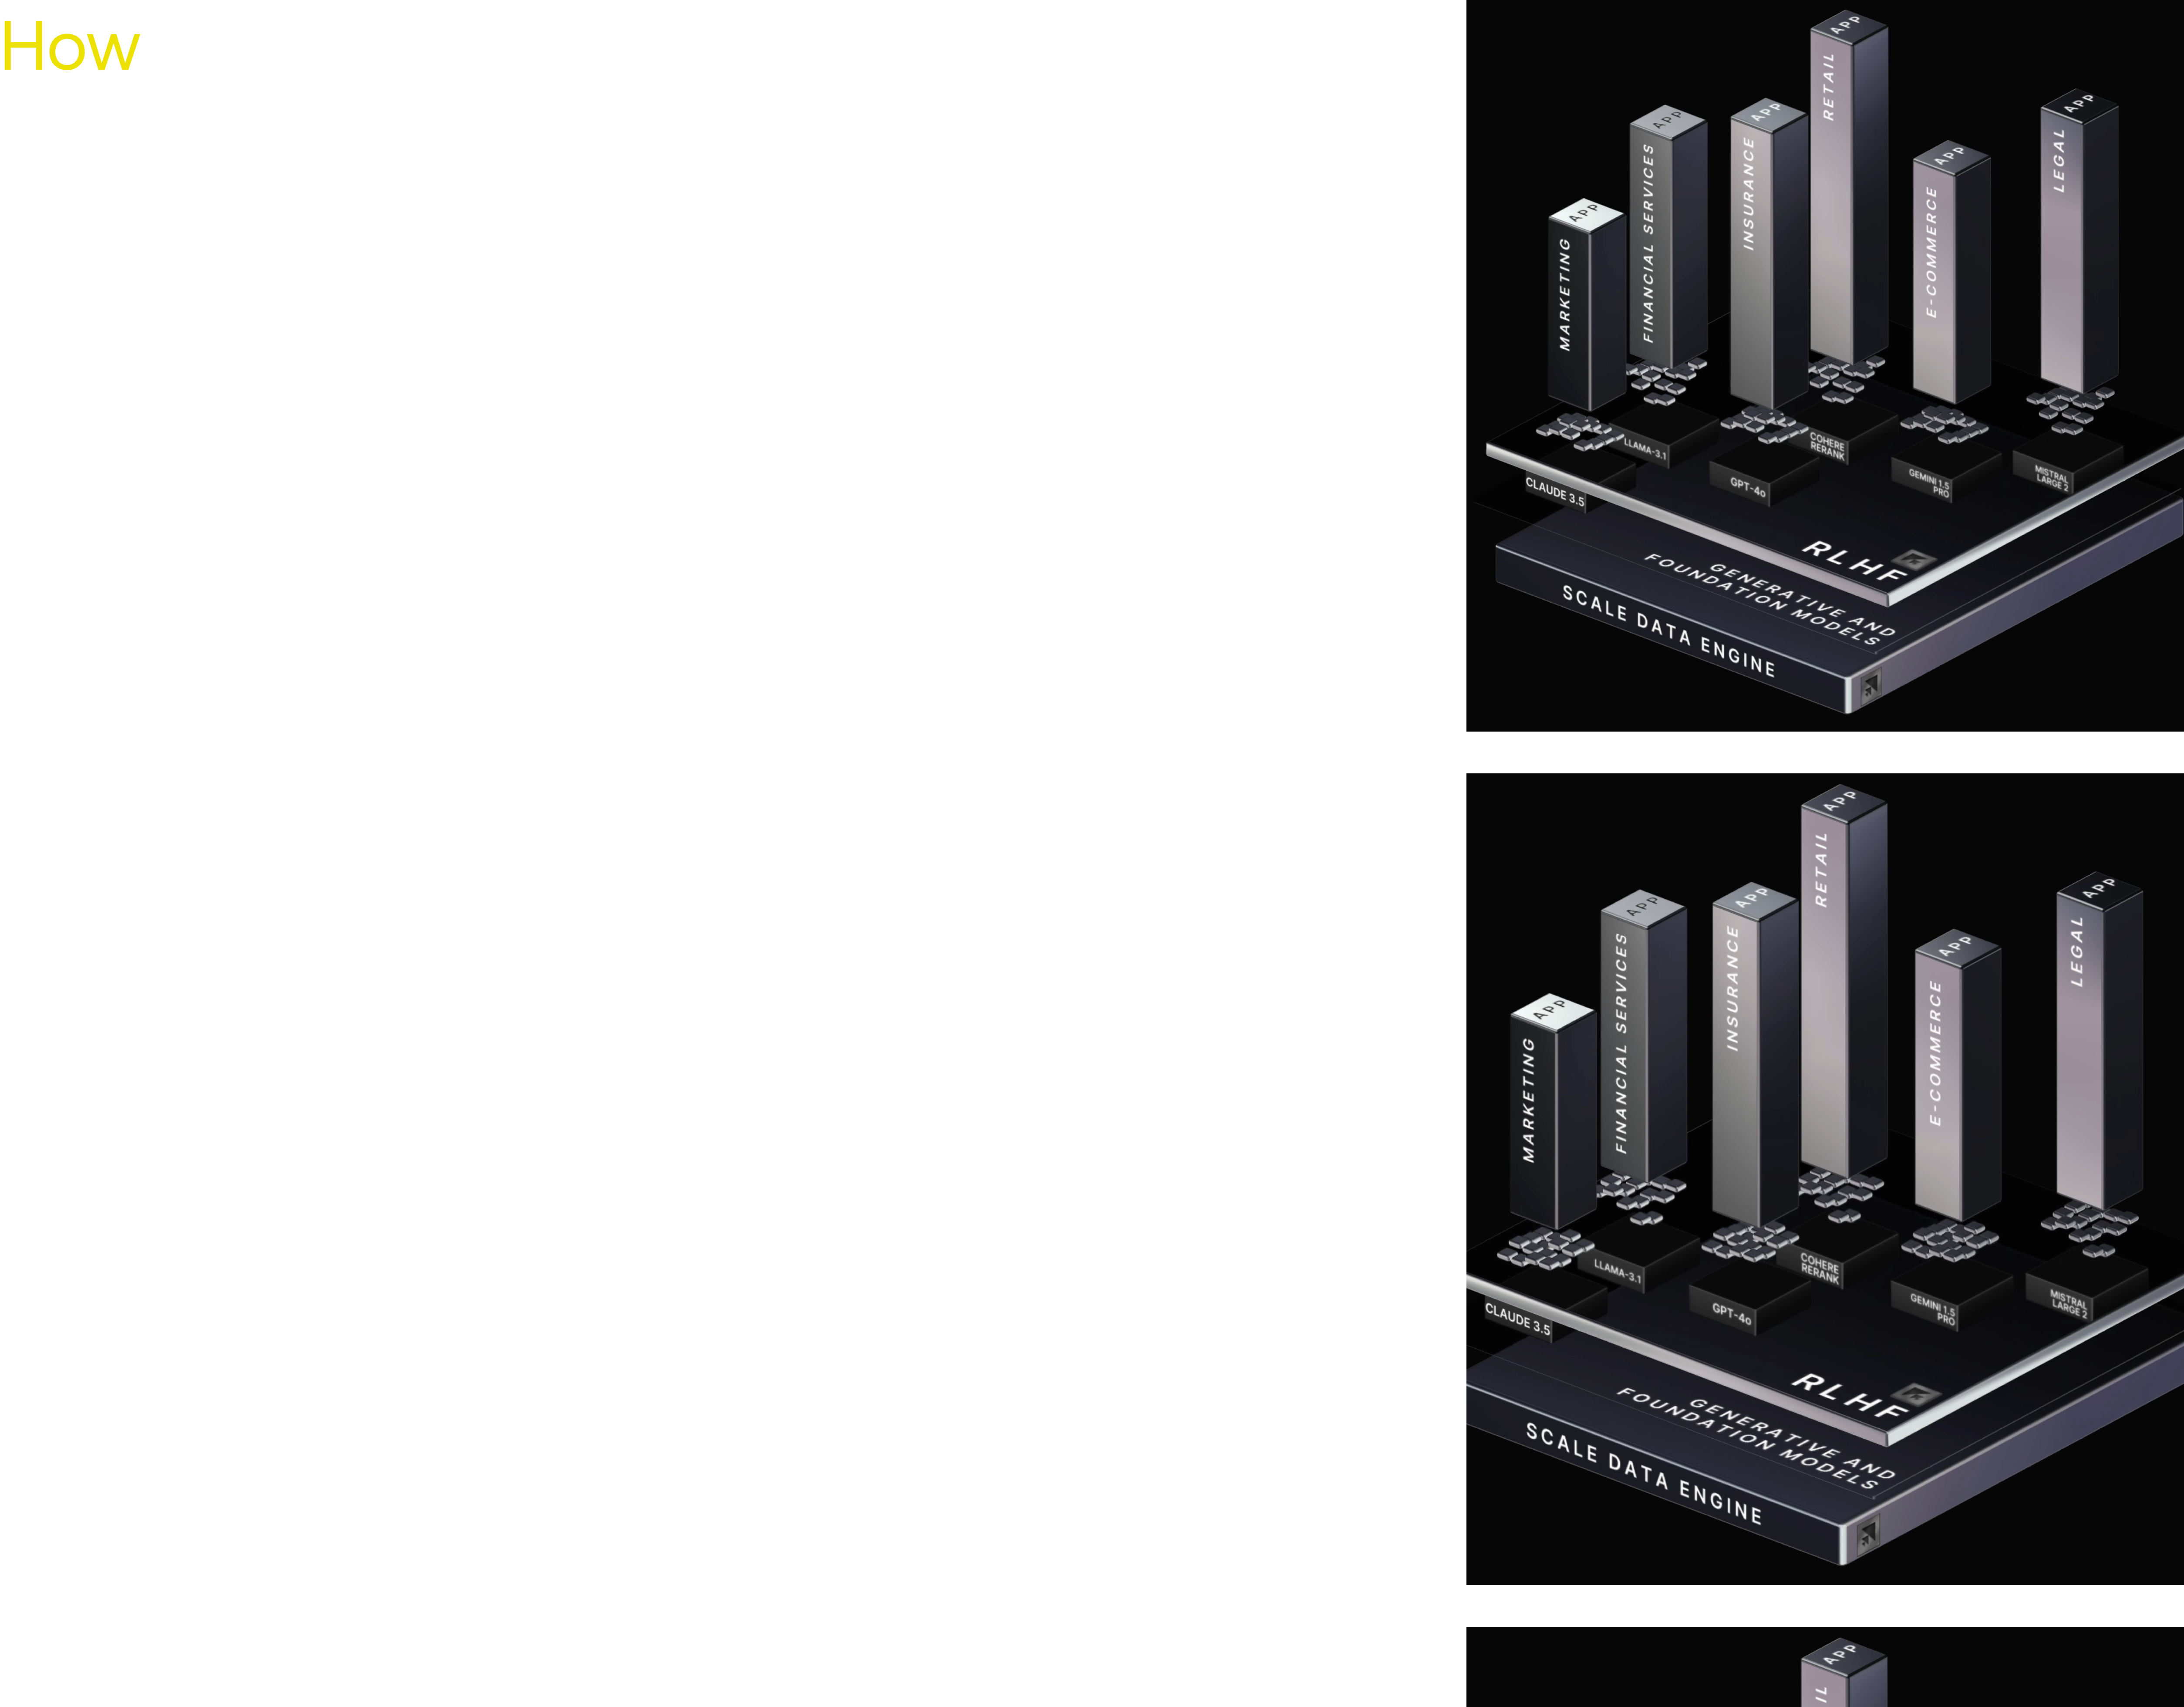 How
APP
RETAIL
APP
LEGAL
APP
INSURANCE
APP
FINANCIAL SERVICES
APP
E-COMMERCE
APP
MARKETING
LLAMA-3.1
COHERE
RERANK
GEMINI 1.5
PRO
MISTRAL
LARGE 2
CLAUDE 3.5
GPT-4o
RLHF
GENERATIVE AND
FOUNDATION MODELS
SCALE DATA ENGINE
APP
RETAIL
APP
LEGAL
APP
INSURANCE
APP
FINANCIAL SERVICES
APP
E-COMMERCE
APP
MARKETING
LLAMA-3.1
COHERE
RERANK
GEMINI 1.5
PRO
MISTRAL
LARGE 2
CLAUDE 3.5
GPT-4o
RLHF
GENERATIVE AND
FOUNDATION MODELS
SCALE DATA ENGINE
APP
IL